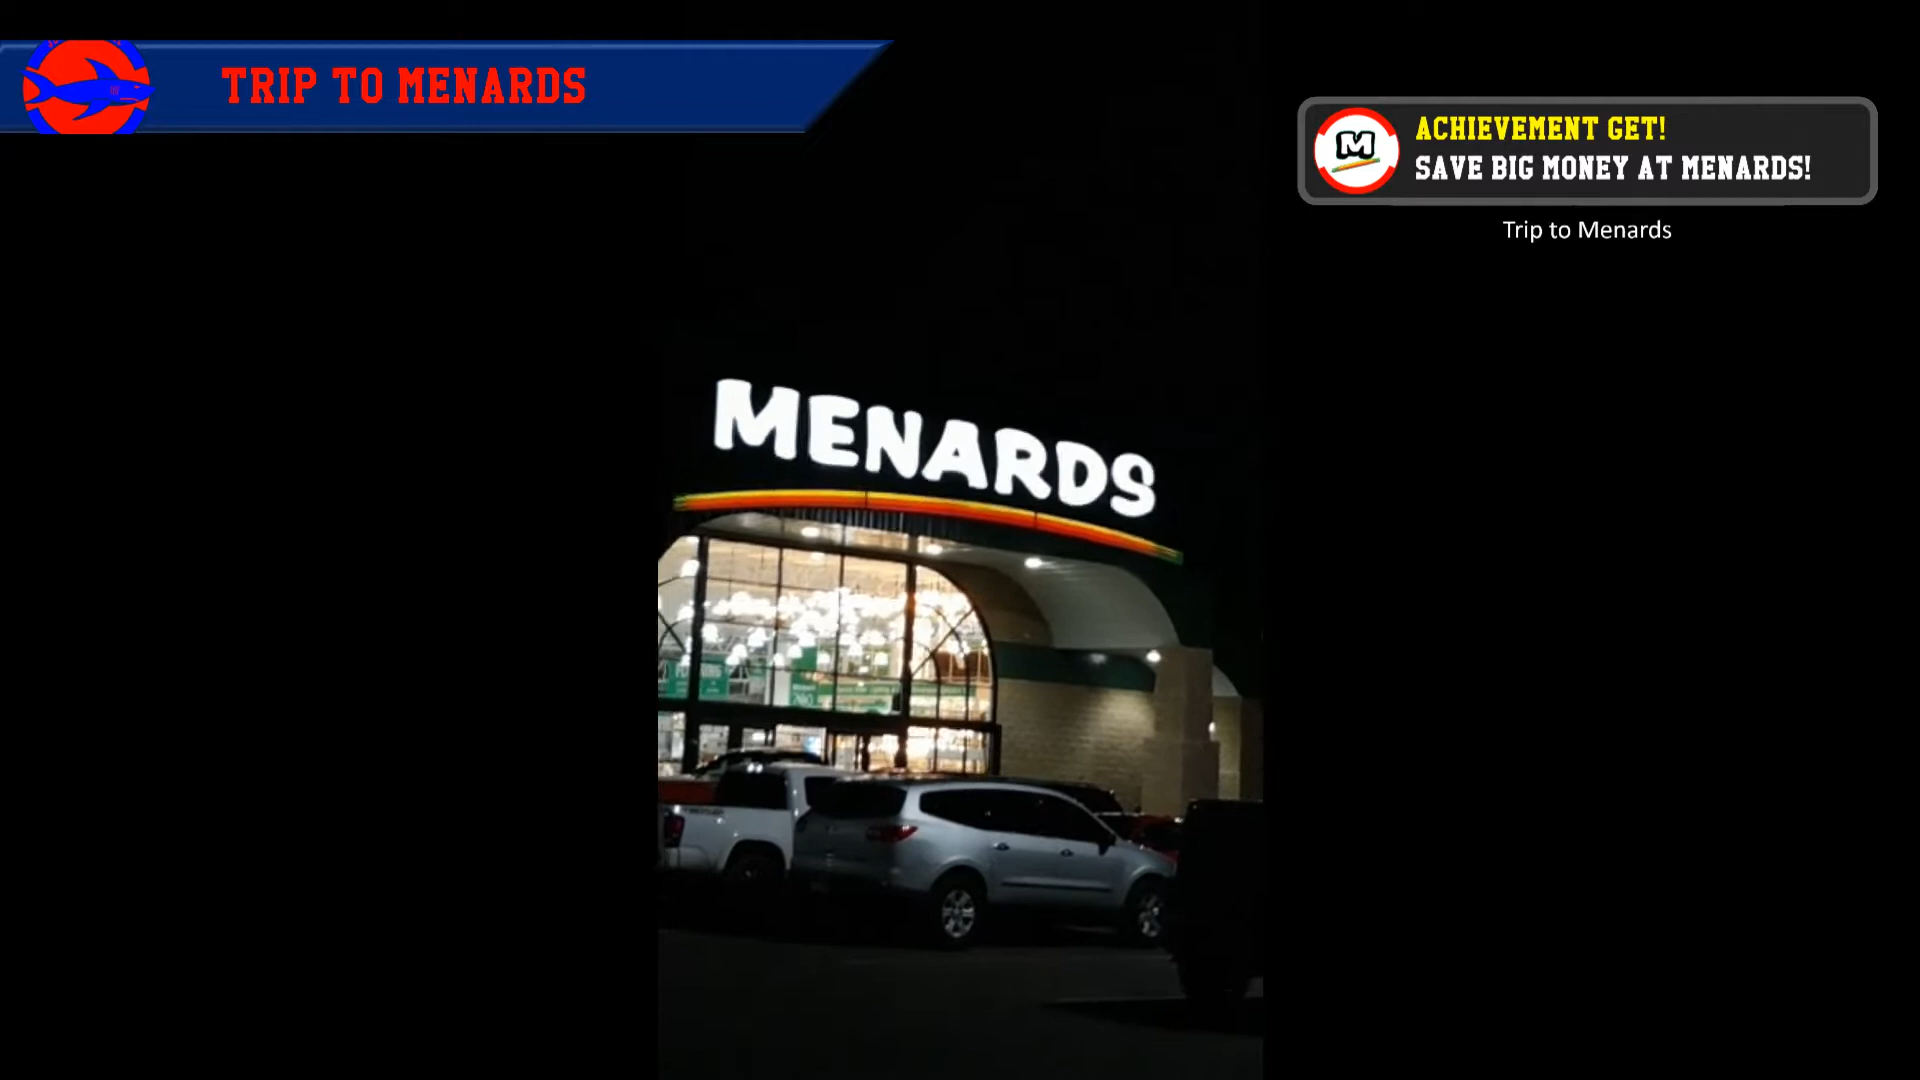 TRIP TO MENARDS
M
ACHIEVEMENT GET!
SAVE BIG MONEY AT MENARDS!
Trip to Menards
MENARDS